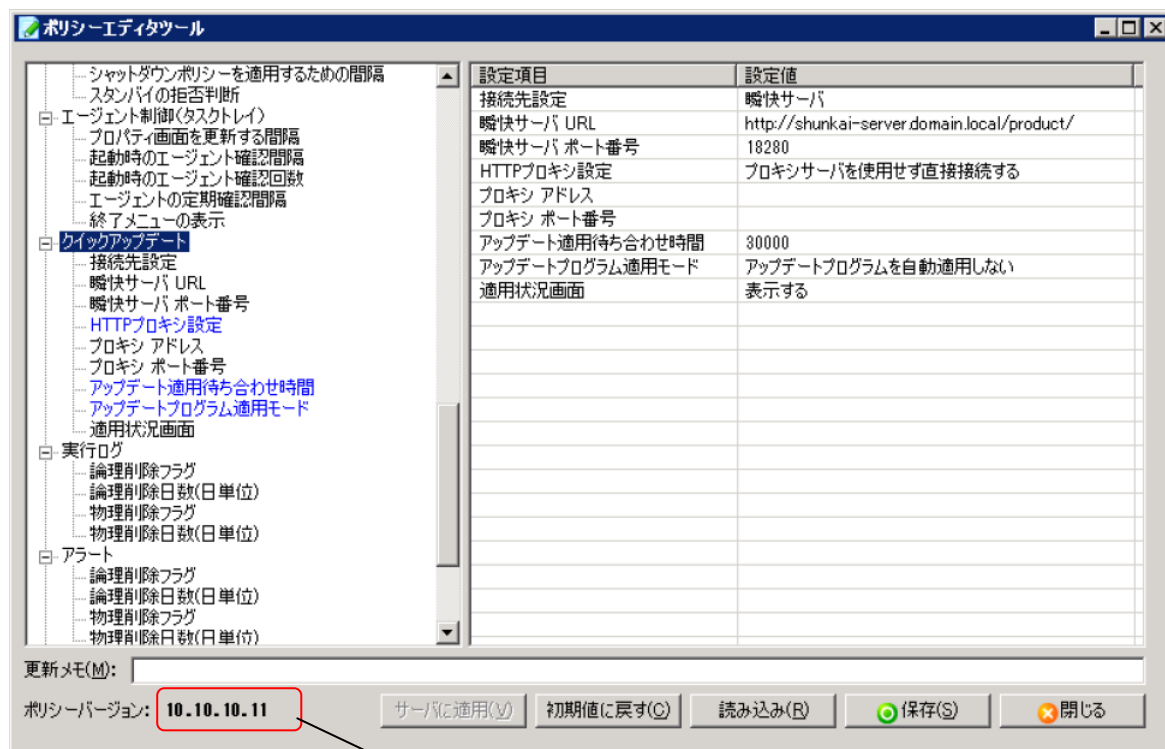 ポリシーエディタツール
シャットダウンポリシーを適用するための間隔
スタンバイの拒否判断
エージェント制御(タスクトレイ)
プロパティ画面を更新する間隔
起動時のエージェント確認間隔
起動時のエージェント確認回数
エージェントの定期確認間隔
終了メニューの表示
クイックアップデート
接続先設定
瞬快サーバ URL
瞬快サーバ ポート番号
HTTPプロキシ設定
プロキシ アドレス
プロキシ ポート番号
アップデート適用待ち合わせ時間
アップデートプログラム適用モード
適用状況画面
実行ログ
論理削除フラグ
論理削除日数(日単位)
物理削除フラグ
物理削除日数(日単位)
アラート
論理削除フラグ
論理削除日数(日単位)
物理削除フラグ
物理削除日数(日単位)
設定項目 設定値
接続先設定 瞬快サーバ
瞬快サーバ URL http://shunkai-server.domain.local/product/
瞬快サーバ ポート番号 18280
HTTPプロキシ設定 プロキシサーバを使用せず直接接続する
プロキシ アドレス
プロキシ ポート番号
アップデート適用待ち合わせ時間 30000
アップデートプログラム適用モード アップデートプログラムを自動適用しない
適用状況画面 表示する
更新メモ(M):
ポリシーバージョン: 10.10.10.11 サーバに適用(V) 初期値に戻す(C) 読み込み(R) 保存(S) 閉じる